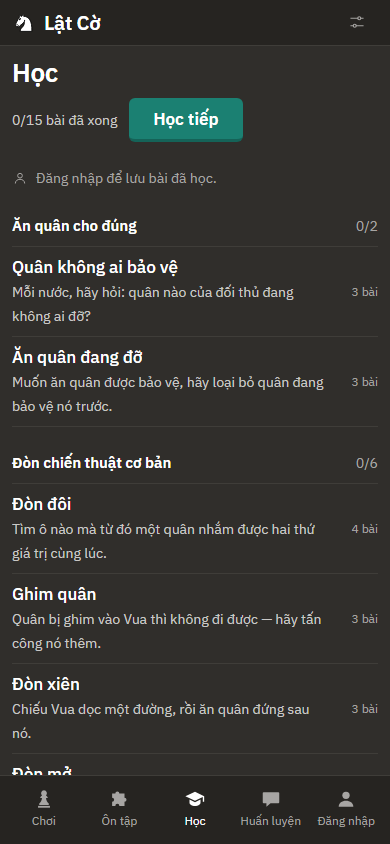 Lật Cờ
Học
0/15 bài đã xong
Học tiếp
Đăng nhập để lưu bài đã học.
Ăn quân cho đúng
0/2
Quân không ai bảo vệ
Mỗi nước, hãy hỏi: quân nào của đối thủ đang
không ai đỡ?
3 bài
Ăn quân đang đỡ
Muốn ăn quân được bảo vệ, hãy loại bỏ quân đang
bảo vệ nó trước.
3 bài
Đòn chiến thuật cơ bản
0/6
Đòn đôi
Tìm ô nào mà từ đó một quân nhắm được hai thứ
giá trị cùng lúc.
4 bài
Ghim quân
Quân bị ghim vào Vua thì không đi được — hãy tấn
công nó thêm.
3 bài
Đòn xiên
Chiếu Vua dọc một đường, rồi ăn quân đứng sau
nó.
3 bài
Đòn mở
Chơi
Ôn tập
Học
Huấn luyện
Đăng nhập